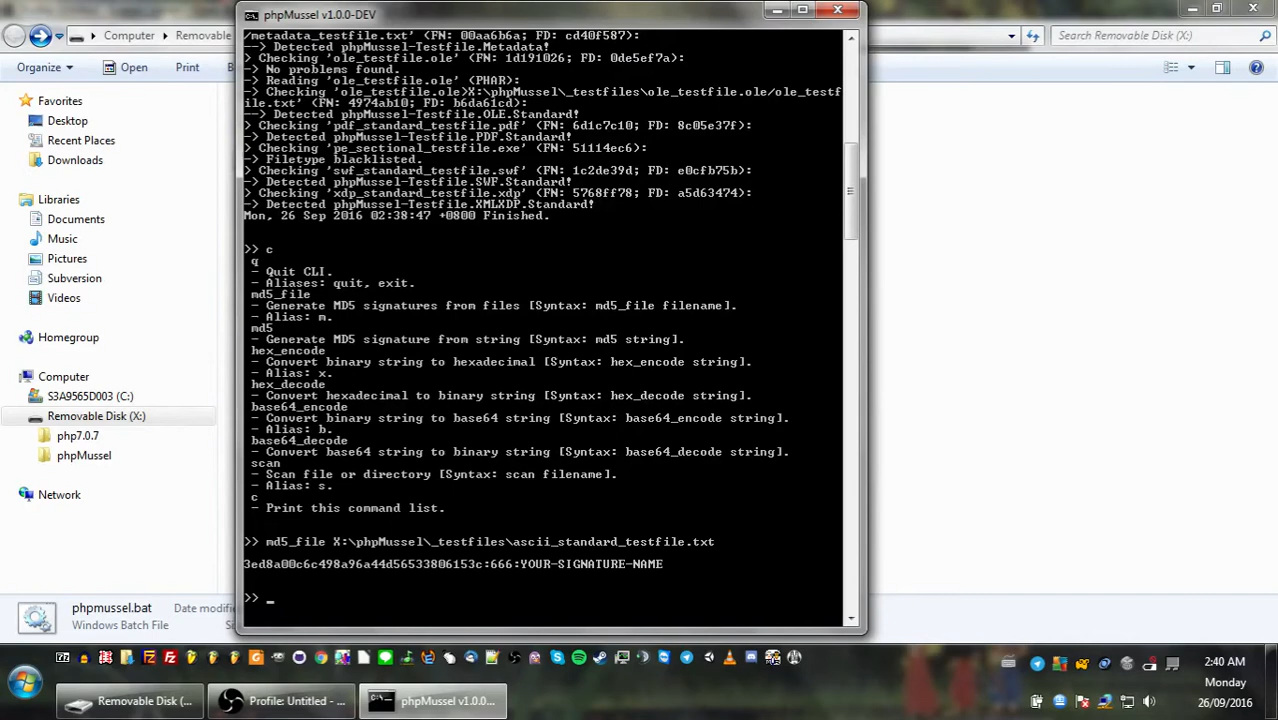 phpMussel v1.0.0-DEV
Computer
Removable
Search Removable Disk (X:)
Organize
Open
Print
Favorites
Desktop
Recent Places
Downloads
Libraries
Documents
Music
Pictures
Subversion
Videos
Homegroup
Computer
S3A9565D003 (C:)
Removable Disk (X:)
php7.0.7
phpMussel
Network
/metadata_testfile.txt' (FN: 00aa6b6a; FD: cd40f587):
--> Detected phpMussel-Testfile.Metadata!
> Checking 'ole_testfile.ole' (FN: 1d191026; FD: 0de5ef7a):
-> No problems found.
-> Reading 'ole_testfile.ole' (PHAR):
-> Checking 'ole_testfile.ole>X:\phpMussel\_testfiles\ole_testfile.ole/ole_testf
ile.txt' (FN: 4974ab10; FD: b6da61cd):
--> Detected phpMussel-Testfile.OLE.Standard!
> Checking 'pdf_standard_testfile.pdf' (FN: 6d1c7c10; FD: 8c05e37f):
-> Detected phpMussel-Testfile.PDF.Standard!
> Checking 'pe_sectional_testfile.exe' (FN: 51114ec6):
-> Filetype blacklisted.
> Checking 'swf_standard_testfile.swf' (FN: 1c2de39d; FD: e0cfb75b):
-> Detected phpMussel-Testfile.SWF.Standard!
> Checking 'xdp_standard_testfile.xdp' (FN: 5768ff78; FD: a5d63474):
-> Detected phpMussel-Testfile.XMLXDP.Standard!
Mon, 26 Sep 2016 02:38:47 +0800 Finished.
>> c
q
- Quit CLI.
- Aliases: quit, exit.
md5_file
- Generate MD5 signatures from files [Syntax: md5_file filename].
- Alias: m.
md5
- Generate MD5 signature from string [Syntax: md5 string].
hex_encode
- Convert binary string to hexadecimal [Syntax: hex_encode string].
- Alias: x.
hex_decode
- Convert hexadecimal to binary string [Syntax: hex_decode string].
base64_encode
- Convert binary string to base64 string [Syntax: base64_encode string].
- Alias: b.
base64_decode
- Convert base64 string to binary string [Syntax: base64_decode string].
scan
- Scan file or directory [Syntax: scan filename].
- Alias: s.
c
- Print this command list.
>> md5_file X:\phpMussel\_testfiles\ascii_standard_testfile.txt
3ed8a00c6c498a96a44d56533806153c:666:YOUR-SIGNATURE-NAME
>> _
phpmussel.bat
Date modifi
Windows Batch File
Removable Disk (...
Profile: Untitled - ...
phpMussel v1.0.0...
2:40 AM
Monday
26/09/2016